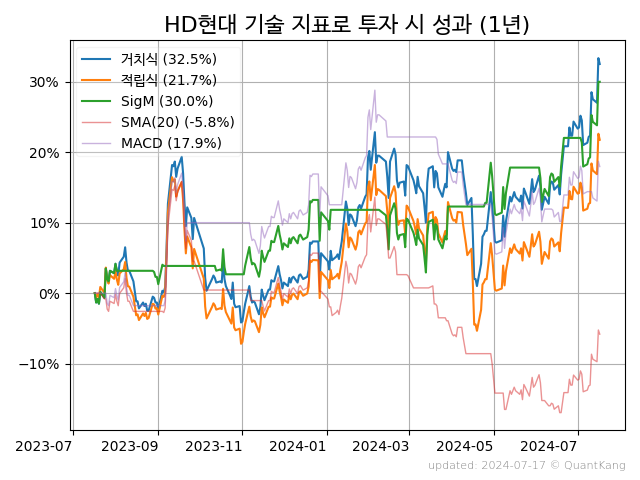 HD현대 기술 지표로 투자 시 성과 (1년)
거치식 (32.5%)
적립식 (21.7%)
SigM (30.0%)
SMA(20) (-5.8%)
MACD (17.9%)
30%
20%
10%
0%
−10%
2023-07 2023-09 2023-11 2024-01 2024-03 2024-05 2024-07
updated: 2024-07-17 © QuantKang